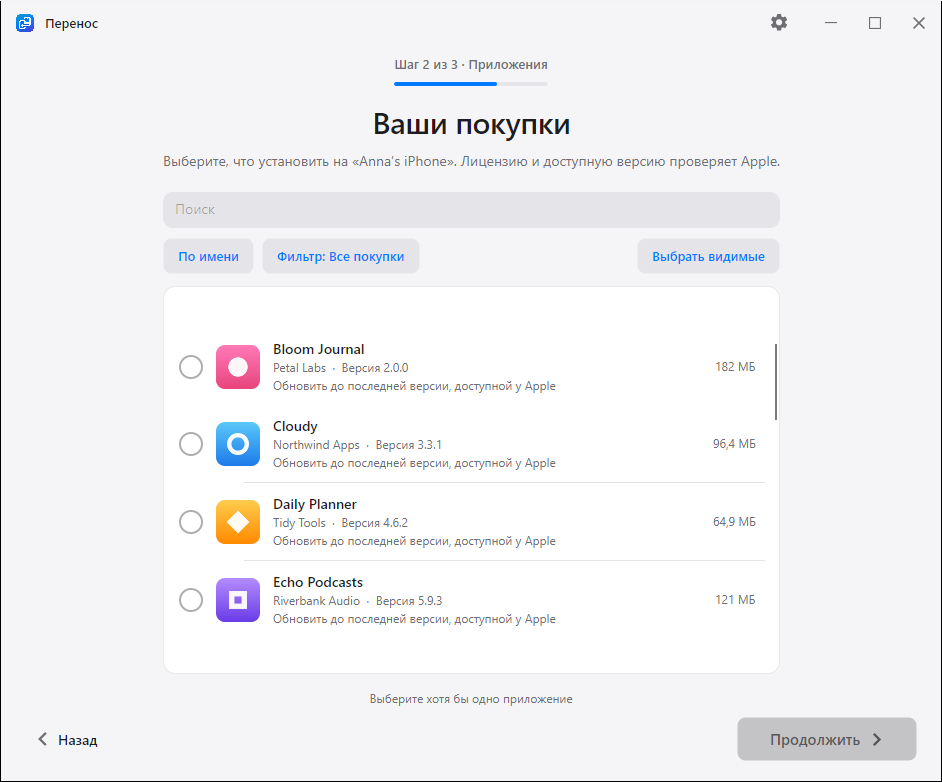 Перенос
Шаг 2 из 3 · Приложения
Ваши покупки
Выберите, что установить на «Anna's iPhone». Лицензию и доступную версию проверяет Apple.
Поиск
По имени
Фильтр: Все покупки
Выбрать видимые
Bloom Journal
Petal Labs · Версия 2.0.0
182 МБ
Обновить до последней версии, доступной у Apple
Cloudy
Northwind Apps · Версия 3.3.1
96,4 МБ
Обновить до последней версии, доступной у Apple
Daily Planner
Tidy Tools · Версия 4.6.2
64,9 МБ
Обновить до последней версии, доступной у Apple
Echo Podcasts
Riverbank Audio · Версия 5.9.3
121 МБ
Обновить до последней версии, доступной у Apple
Выберите хотя бы одно приложение
Назад
Продолжить